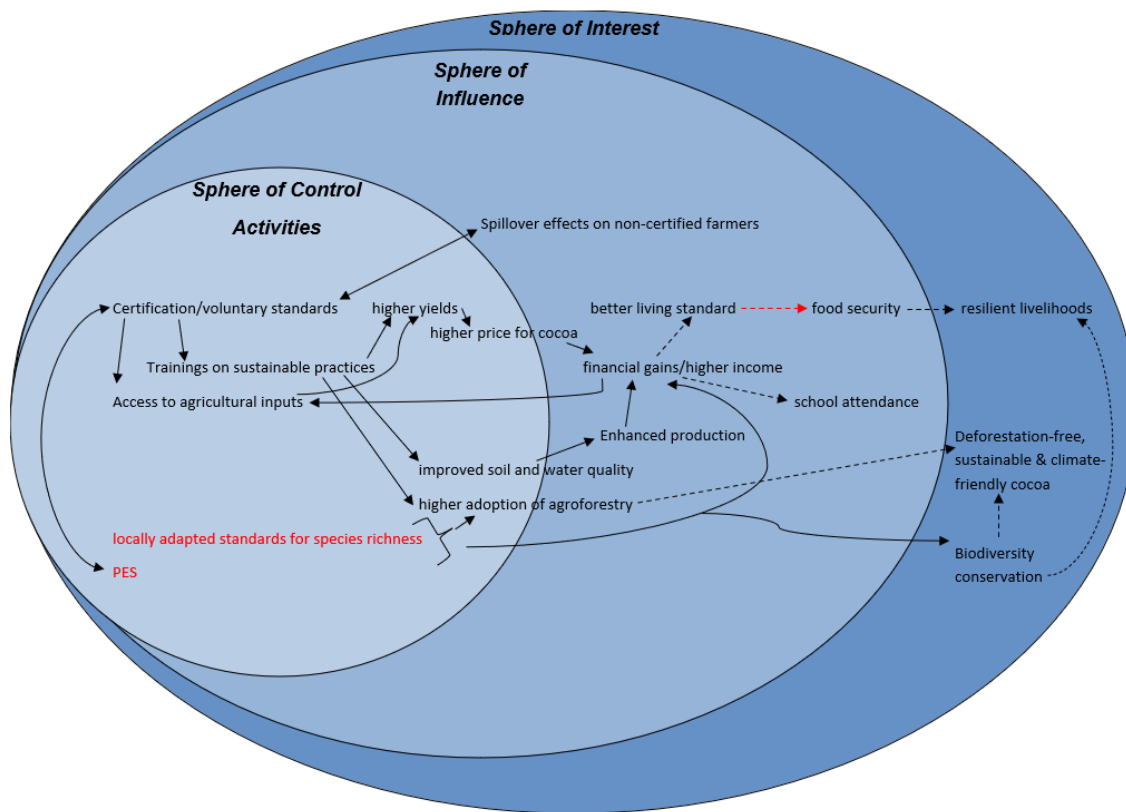 Sphere of Interest
Sphere of
Influence
Sphere of Control
Activities
Spillover effects on non-certified farmers
Certification/voluntary standards
higher yields
better living standard
food security
resilient livelihoods
higher price for cocoa
Trainings on sustainable practices
financial gains/higher income
Access to agricultural inputs
school attendance
Enhanced production
Deforestation-free,
sustainable & climate-
friendly cocoa
improved soil and water quality
higher adoption of agroforestry
locally adapted standards for species richness
PES
Biodiversity
conservation